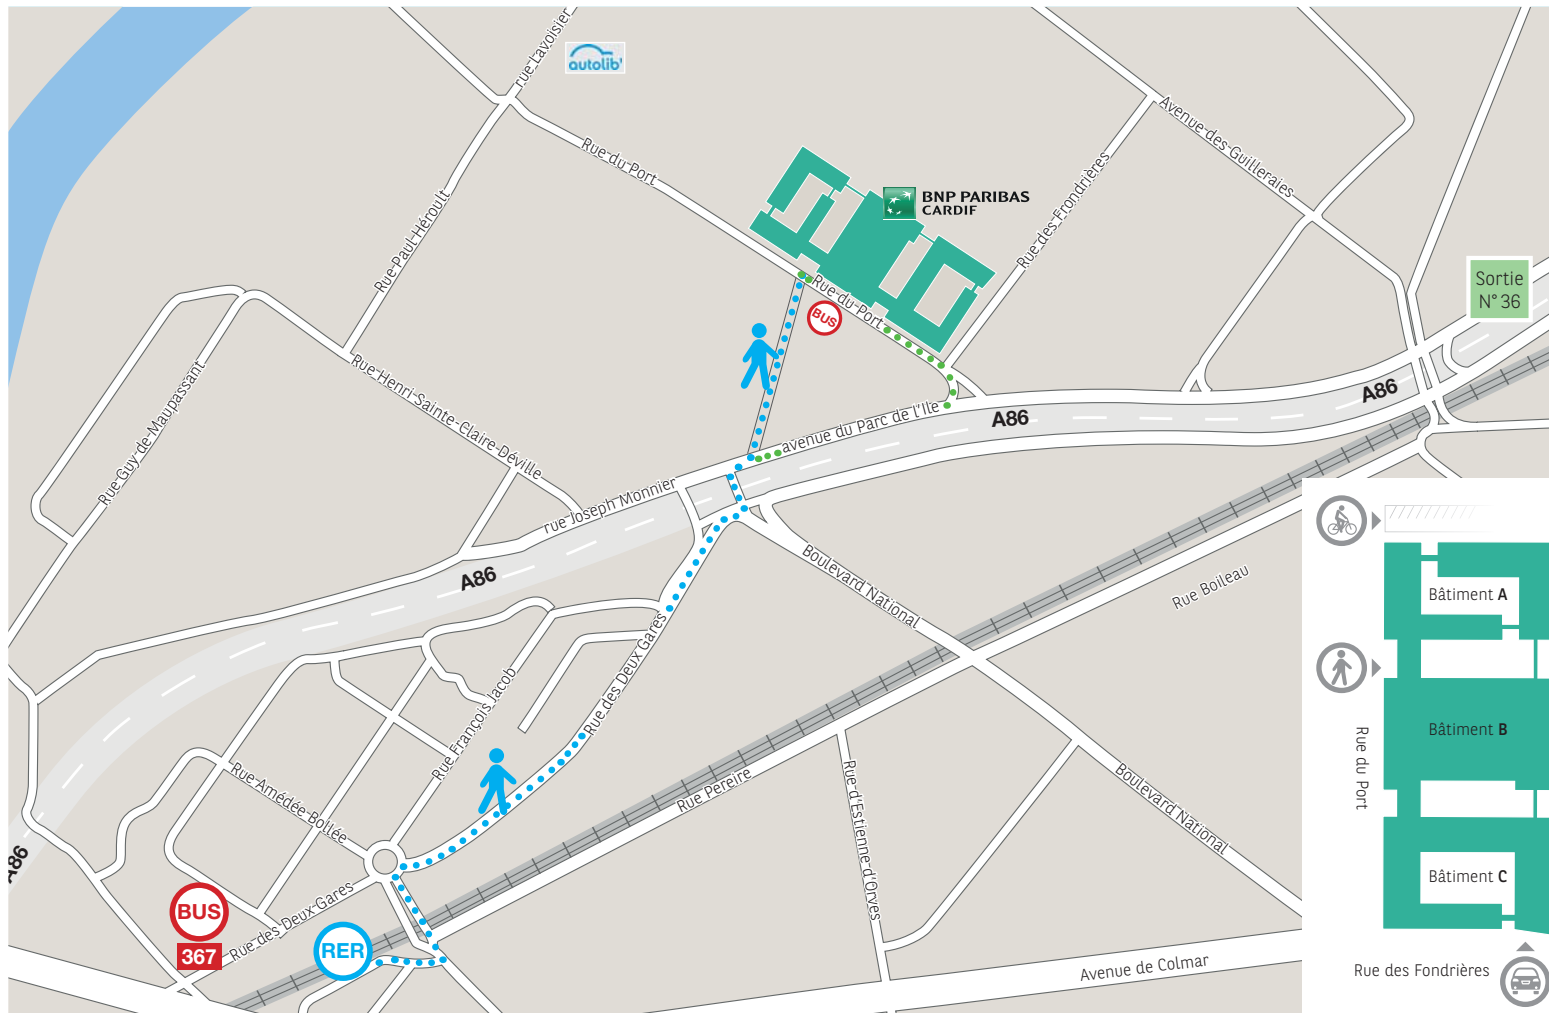 rue Lavoisier
autolib'
Rue du Port
Avenue des Guilleraies
Rue des Frondrières
BNP PARIBAS
CARDIF
Rue Paul Héroult
Sortie
N° 36
Rue du Port
BUS
Rue Guy de Maupassant
Rue Henri Sainte-Claire-Déville
avenue du Parc de l'Ile
A86
A86
rue Joseph Monnier
A86
Boulevard National
Rue Boileau
Rue des Deux Gares
Rue François Jacob
Rue Amédée Bollée
Rue Pereire
Rue d'Estienne d'Orves
Boulevard National
A86
Rue des Deux Gares
BUS
367
RER
Avenue de Colmar
Bâtiment A
Bâtiment B
Rue du Port
Bâtiment C
Rue des Fondrières